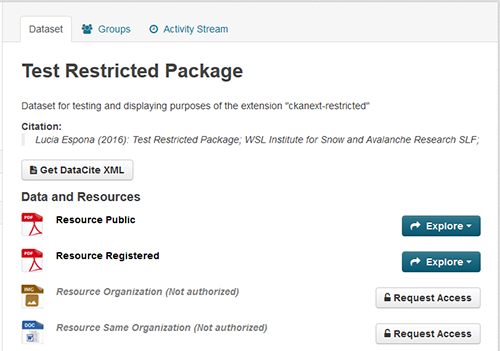 Dataset Groups Activity Stream
Test Restricted Package
Dataset for testing and displaying purposes of the extension "ckanext-restricted"
Citation:
Lucia Espona (2016): Test Restricted Package; WSL Institute for Snow and Avalanche Research SLF;
Get DataCite XML
Data and Resources
PDF Resource Public Explore
PDF Resource Registered Explore
IMG Resource Organization (Not authorized) Request Access
DOC Resource Same Organization (Not authorized) Request Access